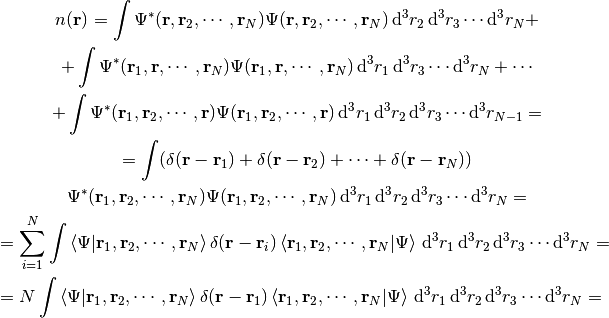 n(𝐫) = ∫ Ψ*(𝐫, 𝐫₂, ⋯ , 𝐫_N)Ψ(𝐫, 𝐫₂, ⋯ , 𝐫_N) d³r₂ d³r₃ ⋯ d³r_N +
+ ∫ Ψ*(𝐫₁, 𝐫, ⋯ , 𝐫_N)Ψ(𝐫₁, 𝐫, ⋯ , 𝐫_N) d³r₁ d³r₃ ⋯ d³r_N + ⋯
+ ∫ Ψ*(𝐫₁, 𝐫₂, ⋯ , 𝐫)Ψ(𝐫₁, 𝐫₂, ⋯ , 𝐫) d³r₁ d³r₂ d³r₃ ⋯ d³r_{N−1} =
= ∫(δ(𝐫 − 𝐫₁) + δ(𝐫 − 𝐫₂) + ⋯ + δ(𝐫 − 𝐫_N))
Ψ*(𝐫₁, 𝐫₂, ⋯ , 𝐫_N)Ψ(𝐫₁, 𝐫₂, ⋯ , 𝐫_N) d³r₁ d³r₂ d³r₃ ⋯ d³r_N =
= ∑_{i=1}^{N} ∫ ⟨Ψ|𝐫₁, 𝐫₂, ⋯ , 𝐫_N⟩ δ(𝐫 − 𝐫_i) ⟨𝐫₁, 𝐫₂, ⋯ , 𝐫_N|Ψ⟩ d³r₁ d³r₂ d³r₃ ⋯ d³r_N =
= N ∫ ⟨Ψ|𝐫₁, 𝐫₂, ⋯ , 𝐫_N⟩ δ(𝐫 − 𝐫₁) ⟨𝐫₁, 𝐫₂, ⋯ , 𝐫_N|Ψ⟩ d³r₁ d³r₂ d³r₃ ⋯ d³r_N =